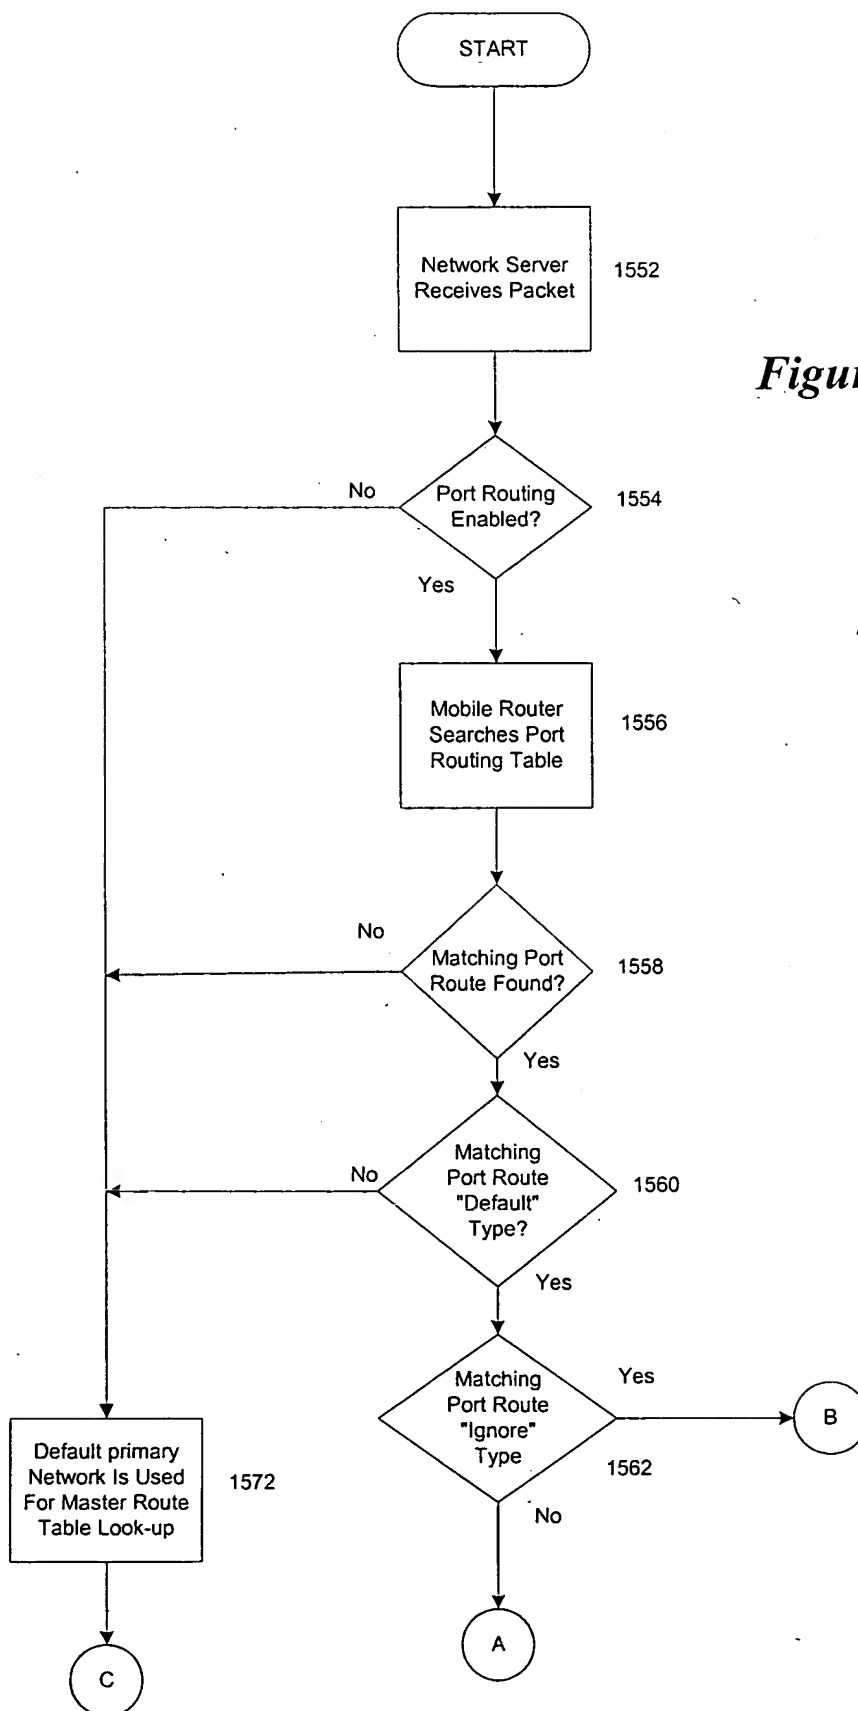 START
Network Server
Receives Packet
1552
No
Port Routing
Enabled?
1554
Yes
Mobile Router
Searches Port
Routing Table
1556
No
Matching Port
Route Found?
1558
Yes
No
Matching
Port Route
"Default"
Type?
1560
Yes
Matching
Port Route
"Ignore"
Type
Yes
B
1562
Default primary
Network Is Used
For Master Route
Table Look-up
1572
No
A
C